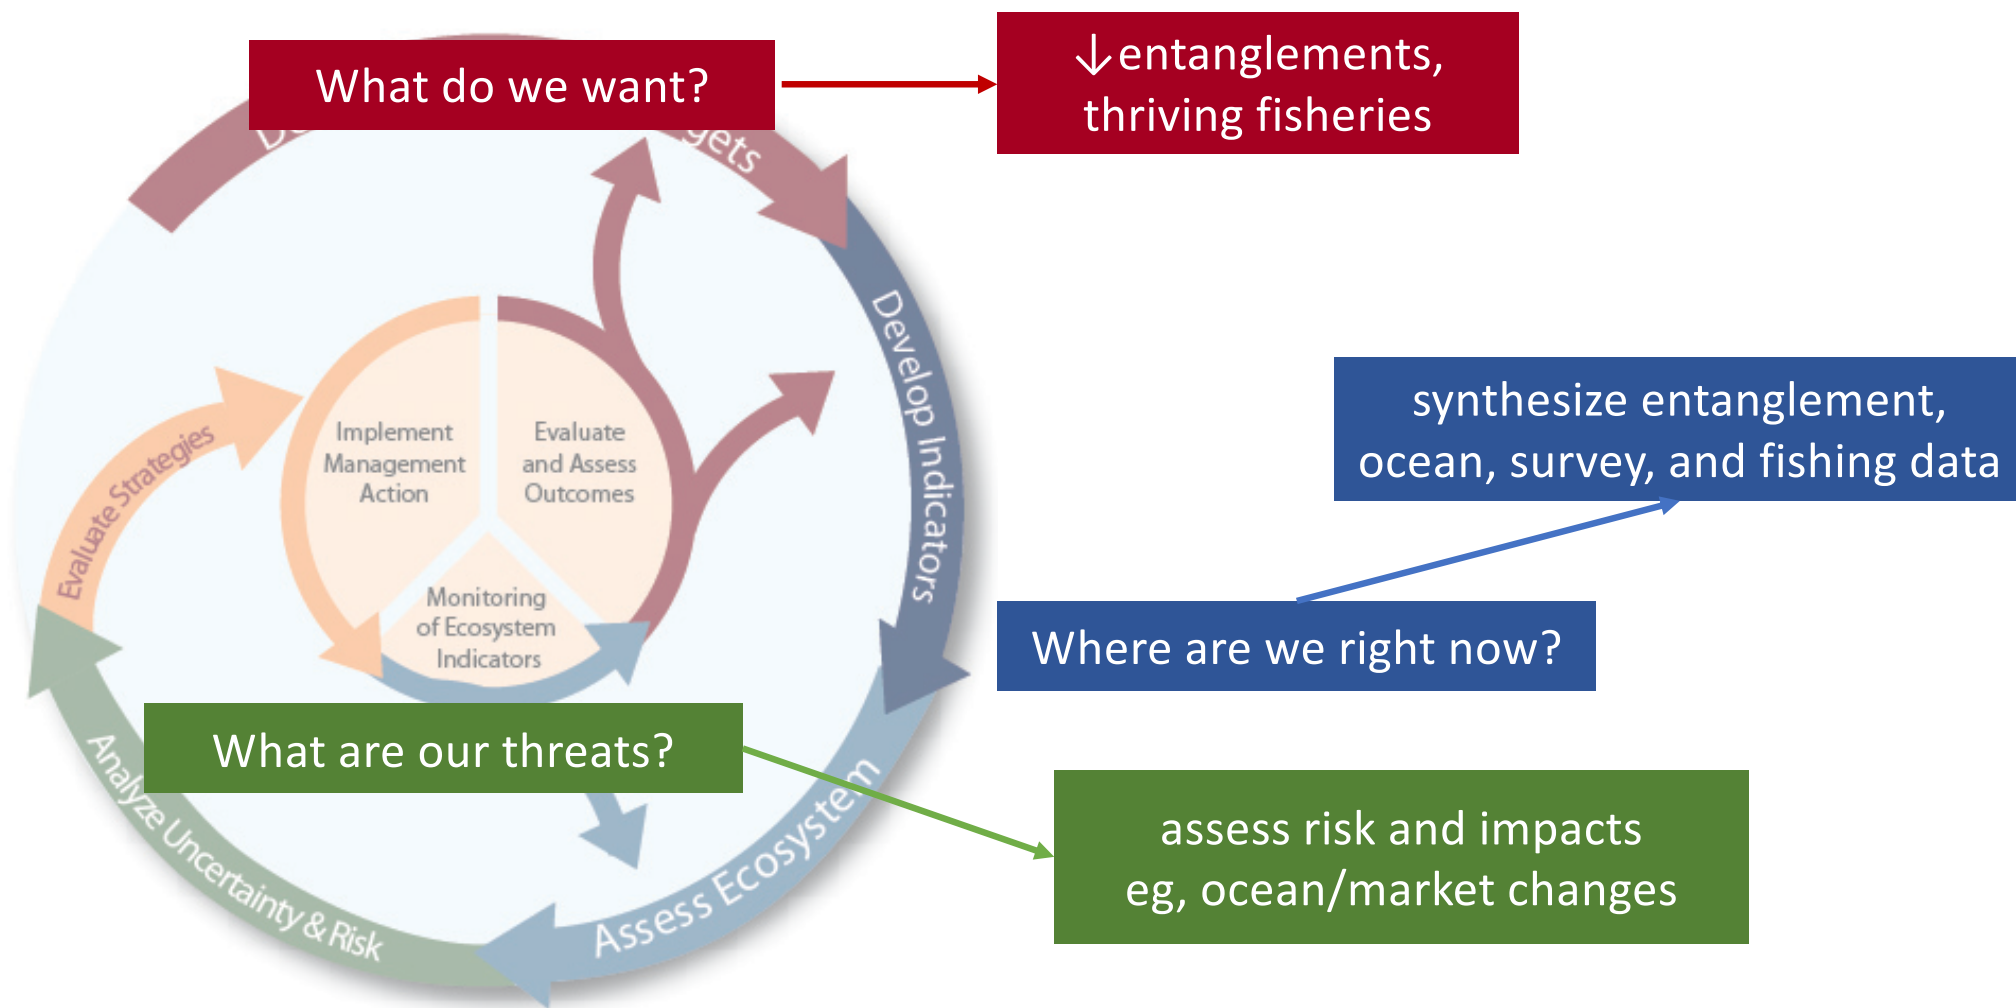 What do we want?
↓entanglements,
thriving fisheries
Develop Indicators
synthesize entanglement,
ocean, survey, and fishing data
Where are we right now?
Implement
Management
Action
Evaluate
and Assess
Outcomes
Monitoring
of Ecosystem
Indicators
Evaluate Strategies
What are our threats?
Analyze Uncertainty & Risk
Assess Ecosystem
assess risk and impacts
eg, ocean/market changes